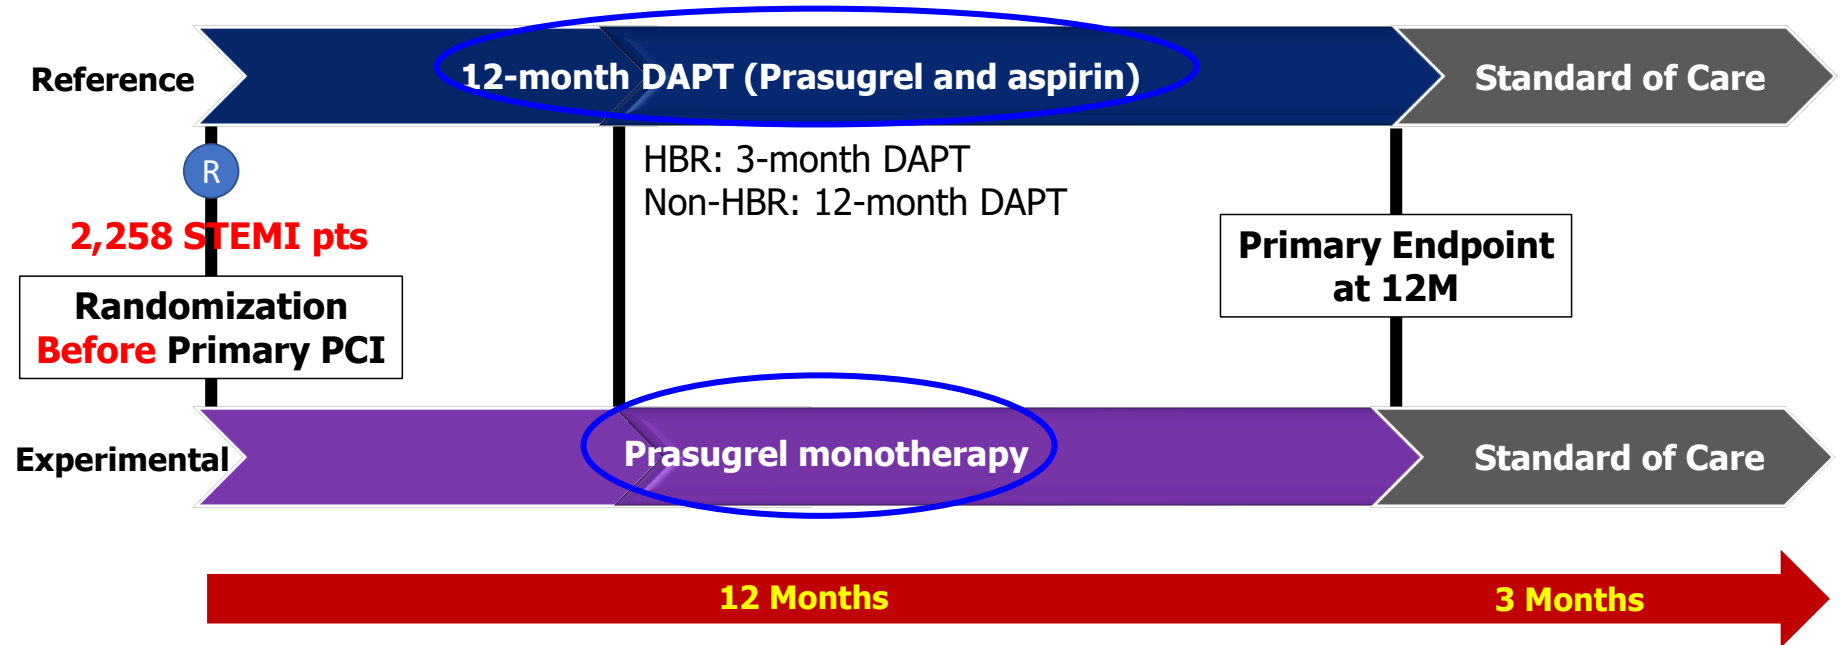 Reference
12-month DAPT (Prasugrel and aspirin)
Standard of Care
R
HBR: 3-month DAPT
Non-HBR: 12-month DAPT
2,258 STEMI pts
Randomization
Before Primary PCI
Primary Endpoint
at 12M
Experimental
Prasugrel monotherapy
Standard of Care
12 Months
3 Months